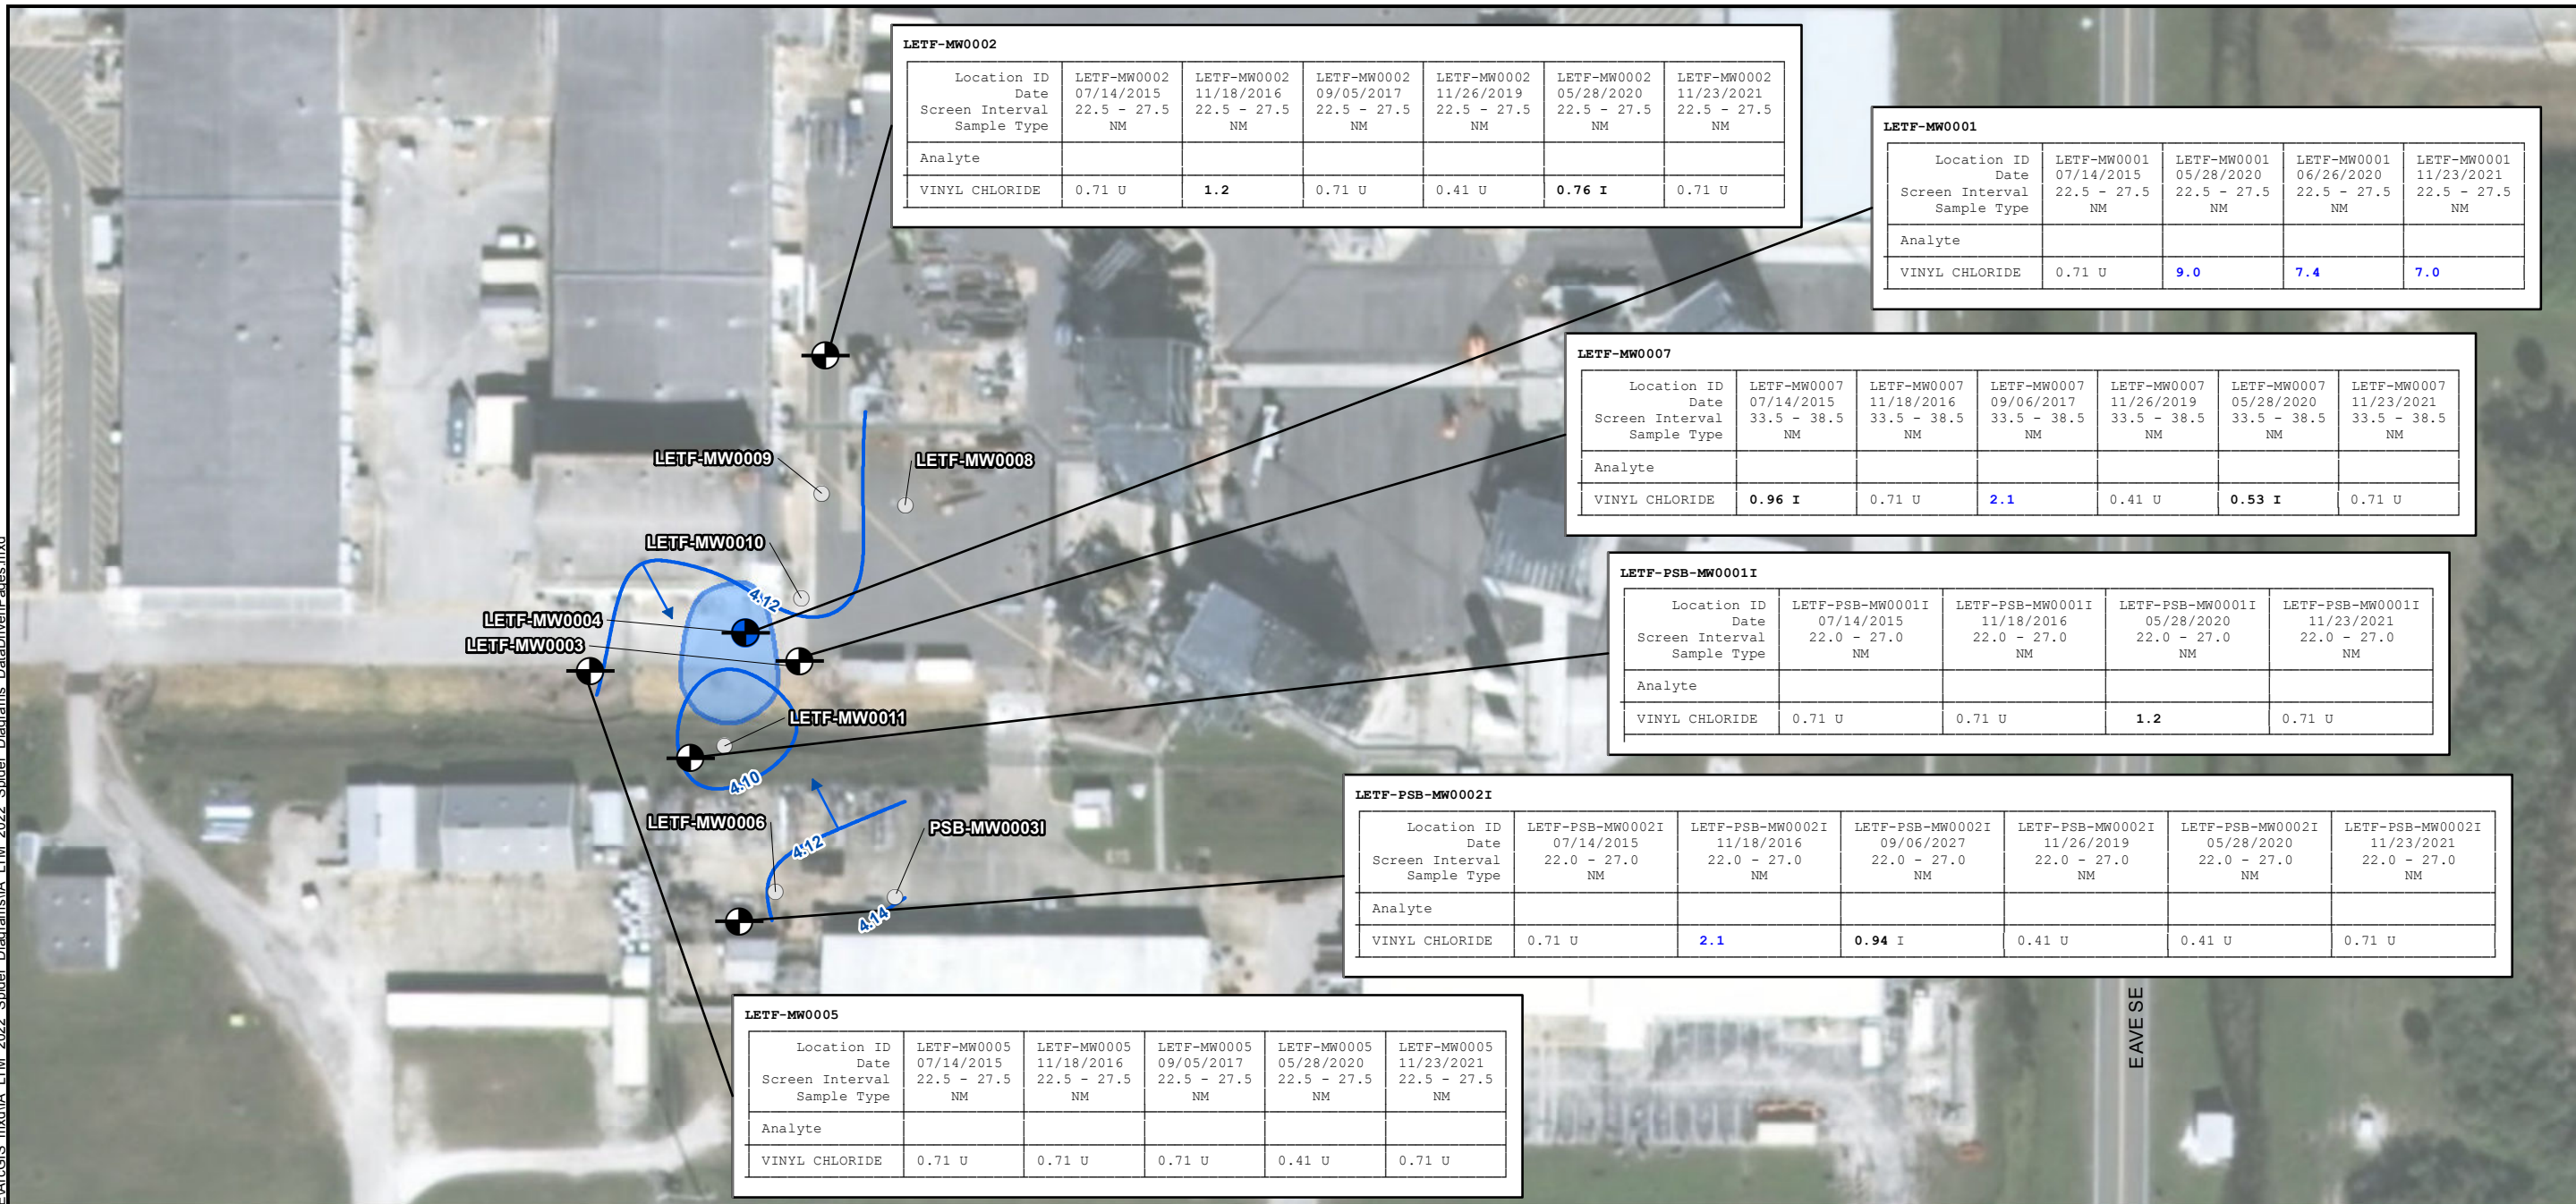 LETF-MW0002
Location ID LETF-MW0002 LETF-MW0002 LETF-MW0002 LETF-MW0002 LETF-MW0002 LETF-MW0002
Date 07/14/2015 11/18/2016 09/05/2017 11/26/2019 05/28/2020 11/23/2021
Screen Interval 22.5 - 27.5 22.5 - 27.5 22.5 - 27.5 22.5 - 27.5 22.5 - 27.5 22.5 - 27.5
Sample Type NM NM NM NM NM NM
Analyte
VINYL CHLORIDE 0.71 U 1.2 0.71 U 0.41 U 0.76 I 0.71 U
LETF-MW0001
Location ID LETF-MW0001 LETF-MW0001 LETF-MW0001 LETF-MW0001
Date 07/14/2015 05/28/2020 06/26/2020 11/23/2021
Screen Interval 22.5 - 27.5 22.5 - 27.5 22.5 - 27.5 22.5 - 27.5
Sample Type NM NM NM NM
Analyte
VINYL CHLORIDE 0.71 U 9.0 7.4 7.0
LETF-MW0007
Location ID LETF-MW0007 LETF-MW0007 LETF-MW0007 LETF-MW0007 LETF-MW0007 LETF-MW0007
Date 07/14/2015 11/18/2016 09/06/2017 11/26/2019 05/28/2020 11/23/2021
Screen Interval 33.5 - 38.5 33.5 - 38.5 33.5 - 38.5 33.5 - 38.5 33.5 - 38.5 33.5 - 38.5
Sample Type NM NM NM NM NM NM
Analyte
VINYL CHLORIDE 0.96 I 0.71 U 2.1 0.41 U 0.53 I 0.71 U
LETF-MW0009
LETF-MW0008
LETF-MW0010
4.12
LETF-MW0004
LETF-MW0003
LETF-MW0011
4.10
LETF-MW0006
PSB-MW0003I
4.12
4.14
LETF-PSB-MW0001I
Location ID LETF-PSB-MW0001I LETF-PSB-MW0001I LETF-PSB-MW0001I LETF-PSB-MW0001I
Date 07/14/2015 11/18/2016 05/28/2020 11/23/2021
Screen Interval 22.0 - 27.0 22.0 - 27.0 22.0 - 27.0 22.0 - 27.0
Sample Type NM NM NM NM
Analyte
VINYL CHLORIDE 0.71 U 0.71 U 1.2 0.71 U
LETF-PSB-MW0002I
Location ID LETF-PSB-MW0002I LETF-PSB-MW0002I LETF-PSB-MW0002I LETF-PSB-MW0002I LETF-PSB-MW0002I LETF-PSB-MW0002I
Date 07/14/2015 11/18/2016 09/06/2027 11/26/2019 05/28/2020 11/23/2021
Screen Interval 22.0 - 27.0 22.0 - 27.0 22.0 - 27.0 22.0 - 27.0 22.0 - 27.0 22.0 - 27.0
Sample Type NM NM NM NM NM NM
Analyte
VINYL CHLORIDE 0.71 U 2.1 0.94 I 0.41 U 0.41 U 0.71 U
LETF-MW0005
Location ID LETF-MW0005 LETF-MW0005 LETF-MW0005 LETF-MW0005 LETF-MW0005
Date 07/14/2015 11/18/2016 09/05/2017 05/28/2020 11/23/2021
Screen Interval 22.5 - 27.5 22.5 - 27.5 22.5 - 27.5 22.5 - 27.5 22.5 - 27.5
Sample Type NM NM NM NM NM
Analyte
VINYL CHLORIDE 0.71 U 0.71 U 0.71 U 0.41 U 0.71 U
E AVE SE